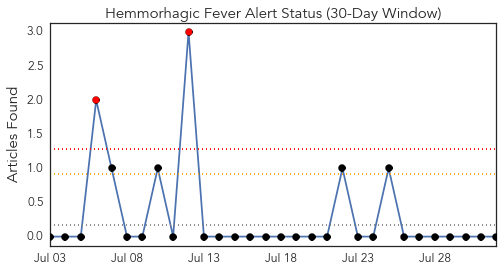 Hemmorhagic Fever Alert Status (30-Day Window)
Articles Found
3.0
2.5
2.0
1.5
1.0
0.5
0.0
Jul 03 Jul 08 Jul 13 Jul 18 Jul 23 Jul 28